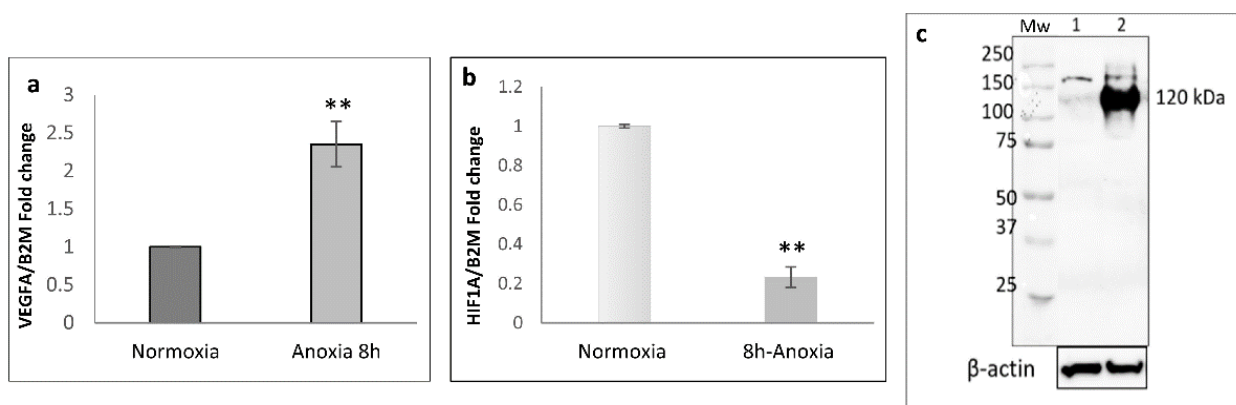 a
VEGFA/B2M Fold change
3
2.5
2
1.5
1
0.5
0
**
Normoxia
Anoxia 8h
b
HIF1A/B2M Fold change
1.2
1
0.8
0.6
0.4
0.2
0
**
Normoxia
8h-Anoxia
c
Mw 1 2
250
150
100
75
50
37
25
120 kDa
β-actin